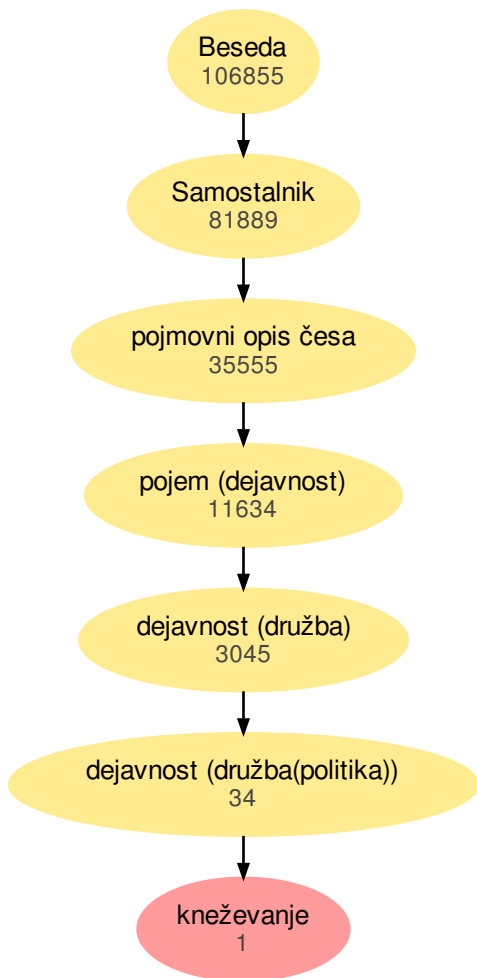 Beseda
106855
Samostalnik
81889
pojmovni opis česa
35555
pojem (dejavnost)
11634
dejavnost (družba)
3045
dejavnost (družba(politika))
34
kneževanje
1